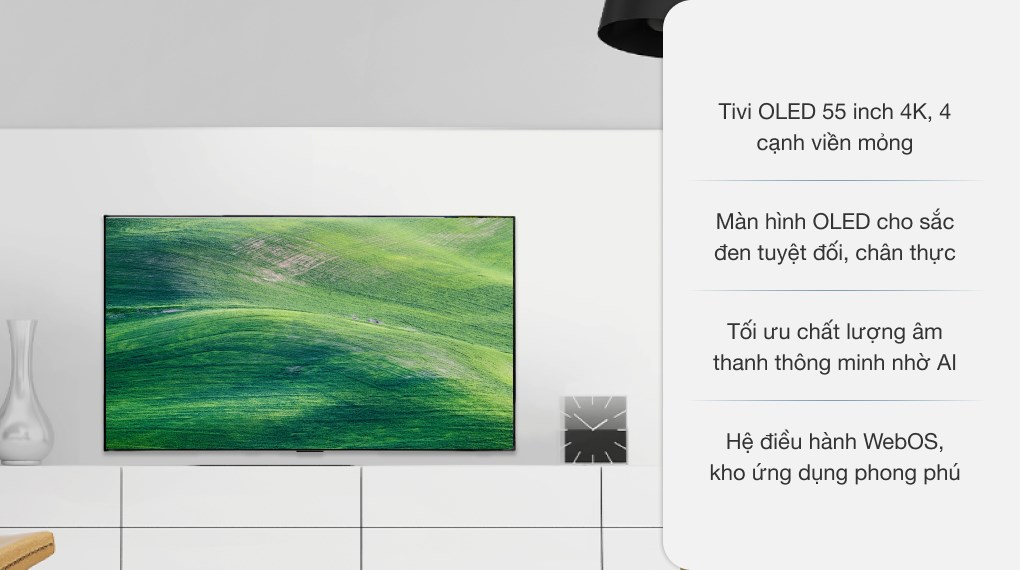 Tivi OLED 55 inch 4K, 4
cạnh viền mỏng
Màn hình OLED cho sắc
đen tuyệt đối, chân thực
Tối ưu chất lượng âm
thanh thông minh nhờ AI
Hệ điều hành WebOS,
kho ứng dụng phong phú